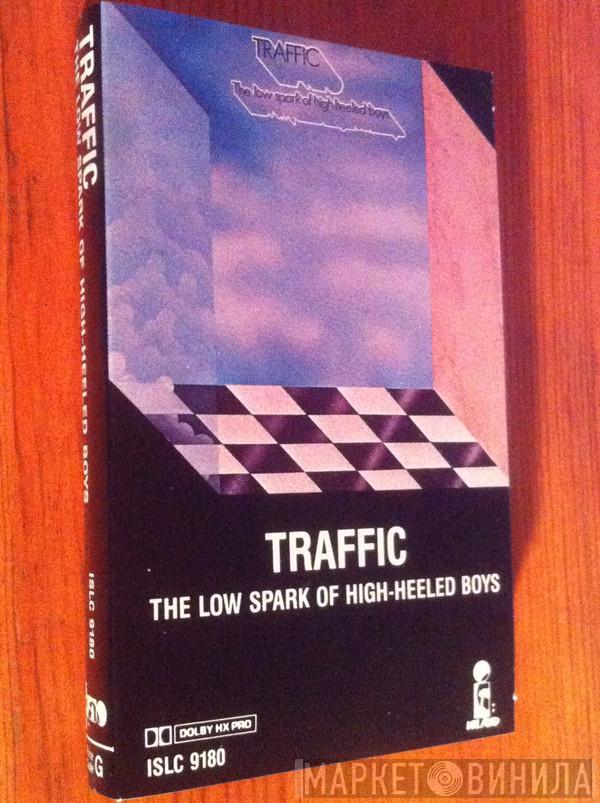 TRAFFIC
The low spark of high heeled boys
TRAFFIC
THE LOW SPARK OF HIGH-HEELED BOYS
ISLAND
DOLBY HX PRO
ISLC 9180
TRAFFIC
THE LOW SPARK OF HIGH-HEELED BOYS
ISLC 9180
G
МАРКЕТ ВИНИЛА